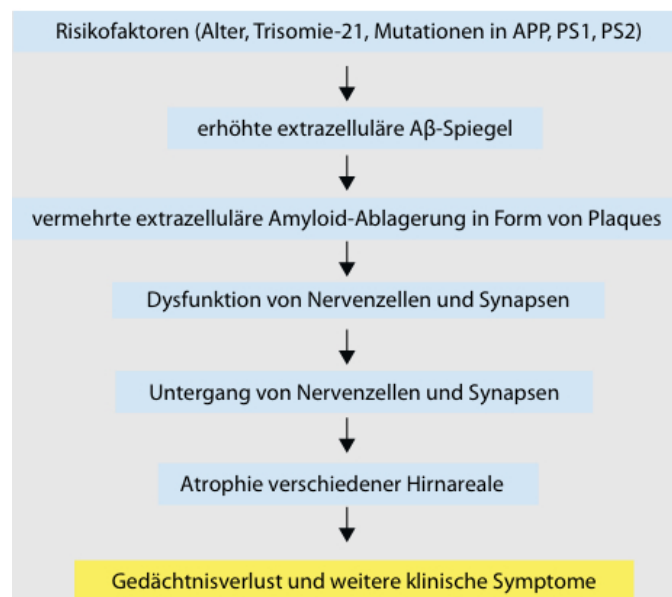 Risikofaktoren (Alter, Trisomie-21, Mutationen in APP, PS1, PS2)
erhöhte extrazelluläre Aβ-Spiegel
vermehrte extrazelluläre Amyloid-Ablagerung in Form von Plaques
Dysfunktion von Nervenzellen und Synapsen
Untergang von Nervenzellen und Synapsen
Atrophie verschiedener Hirnareale
Gedächtnisverlust und weitere klinische Symptome